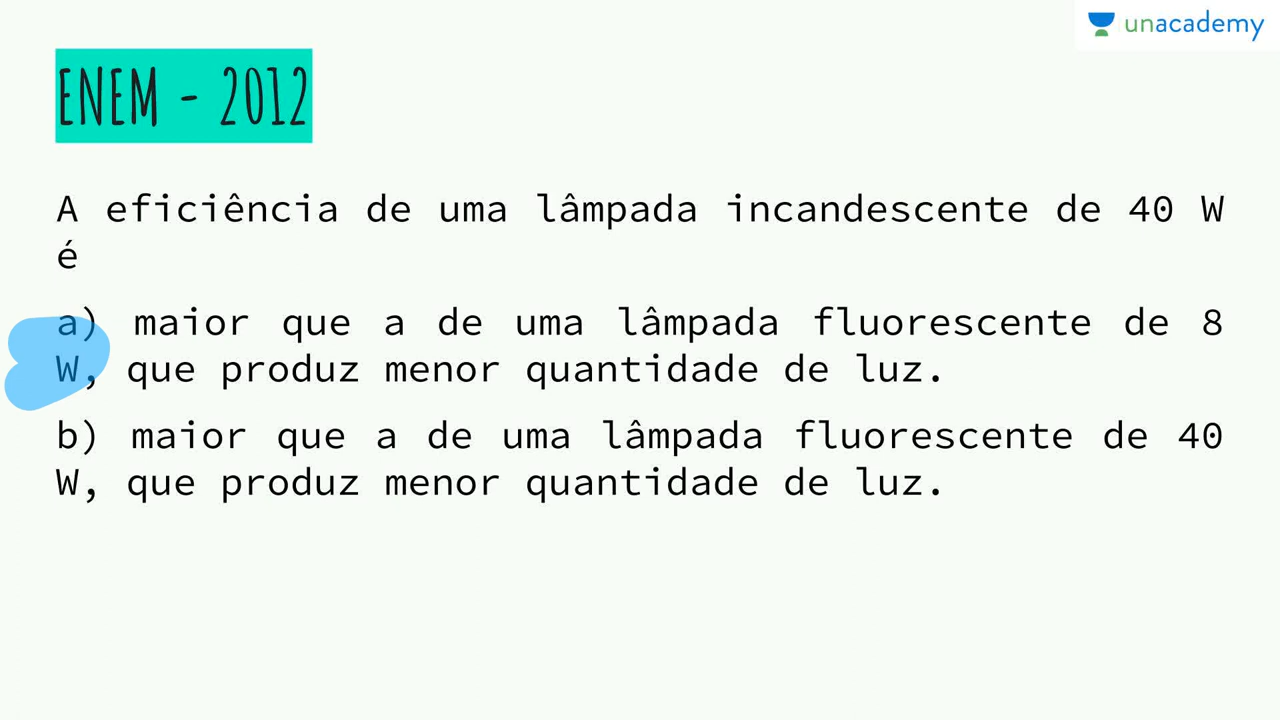 unacademy
ENEM - 2012
A eficiência de uma lâmpada incandescente de 40 W
é
a) maior que a de uma lâmpada fluorescente de 8
W, que produz menor quantidade de luz.
b) maior que a de uma lâmpada fluorescente de 40
W, que produz menor quantidade de luz.